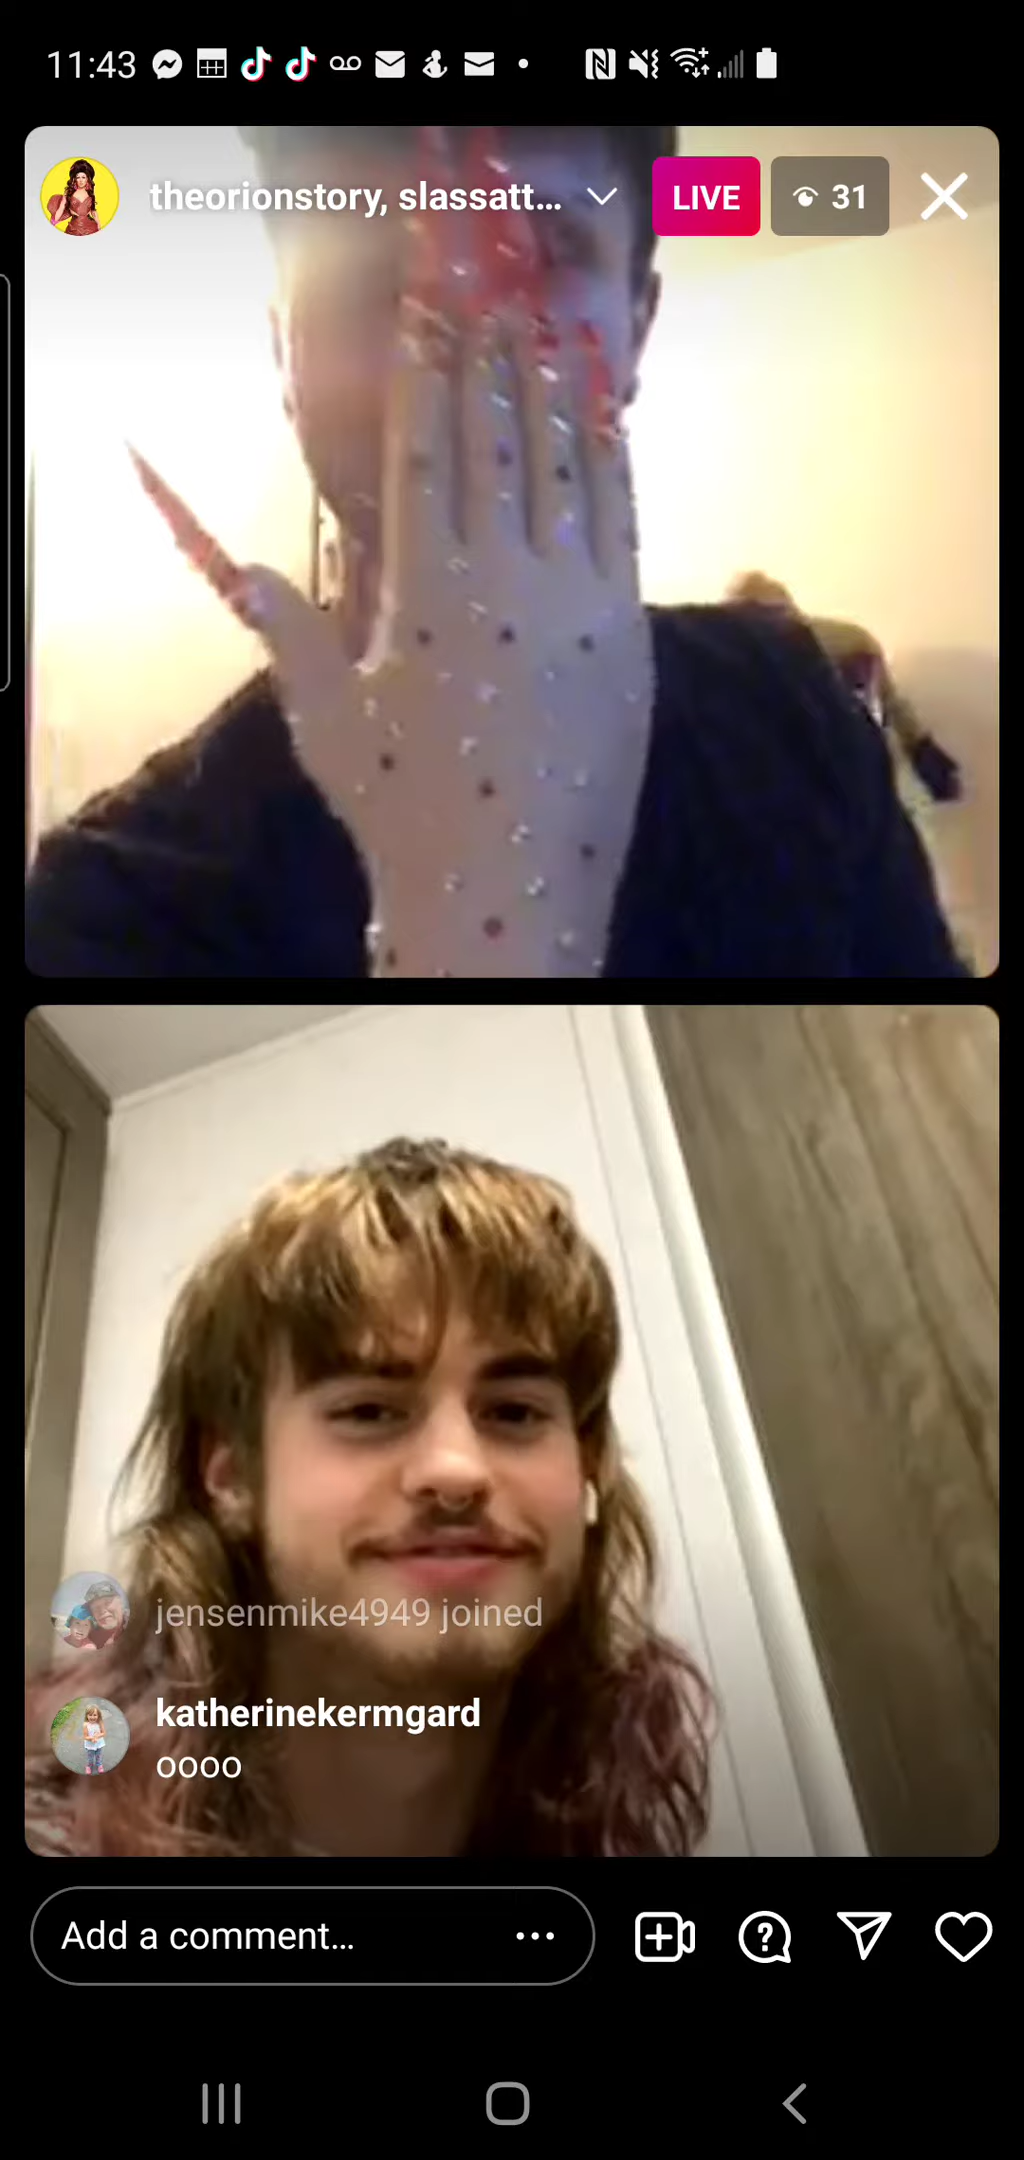 11:43
theorionstory, slassatt...
LIVE
31
jensenmike4949 joined
katherinekermgard
oooo
Add a comment...